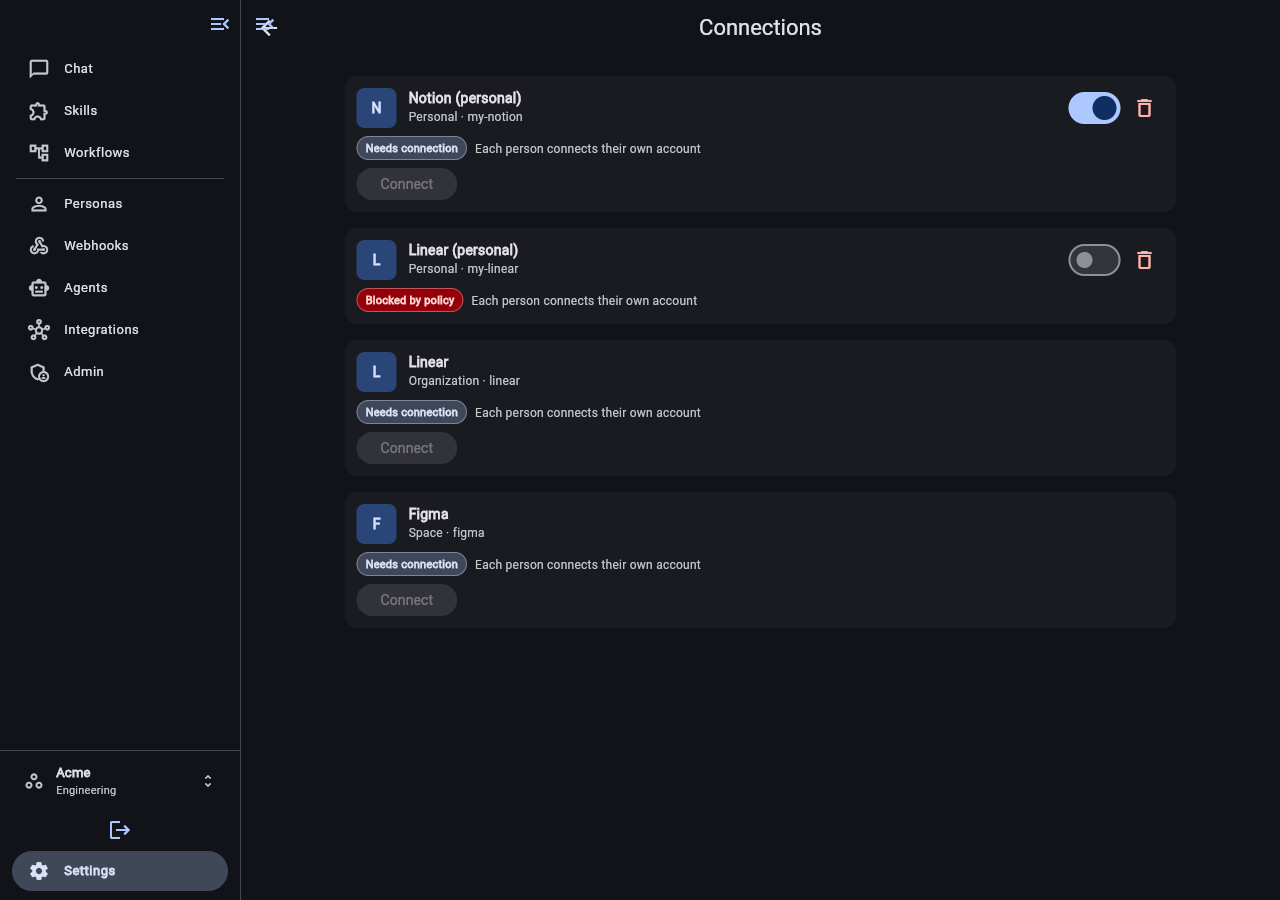 Connections
Chat
Skills
Workflows
Personas
Webhooks
Agents
Integrations
Admin
Acme
Engineering
Settings
N
Notion (personal)
Personal · my-notion
Needs connection
Each person connects their own account
Connect
L
Linear (personal)
Personal · my-linear
Blocked by policy
Each person connects their own account
L
Linear
Organization · linear
Needs connection
Each person connects their own account
Connect
F
Figma
Space · figma
Needs connection
Each person connects their own account
Connect